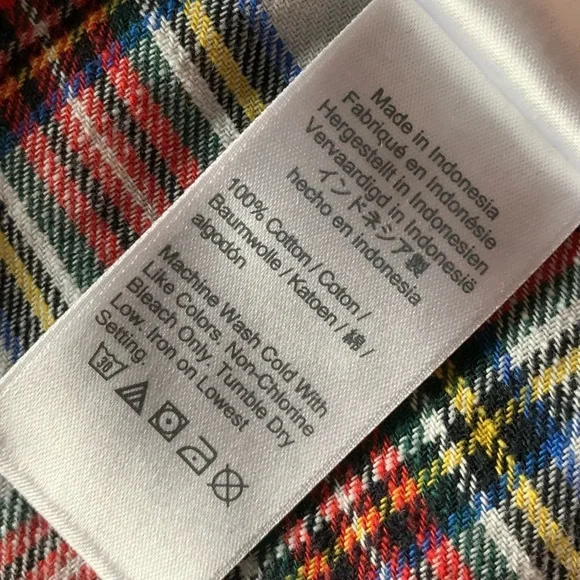 Made in Indonesia
Fabriqué en Indonésie
Hergestellt in Indonesien
Vervaardigd in Indonesië
インドネシア製
hecho en indonesia
100% Cotton / Coton /
Baumwolle / Katoen / 綿 /
algodón
Machine Wash Cold With
Like Colors. Non-Chlorine
Bleach Only. Tumble Dry
Low. Iron on Lowest
Setting.
30